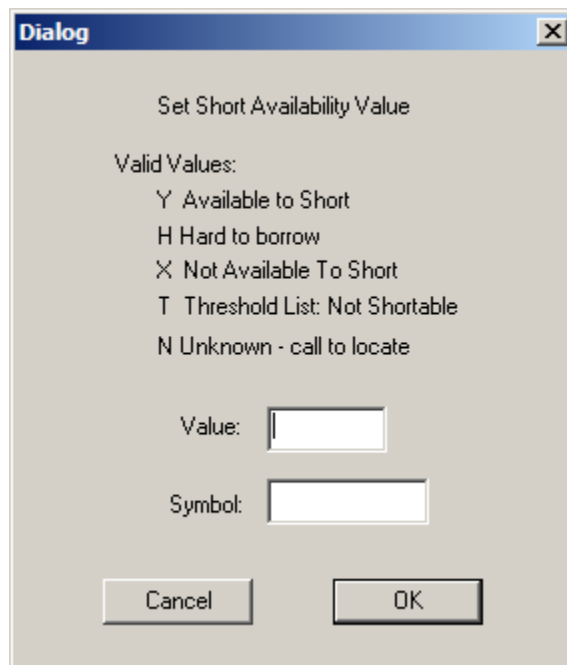 Dialog
Set Short Availability Value
Valid Values:
Y Available to Short
H Hard to borrow
X Not Available To Short
T Threshold List: Not Shortable
N Unknown - call to locate
Value:
Symbol:
Cancel OK